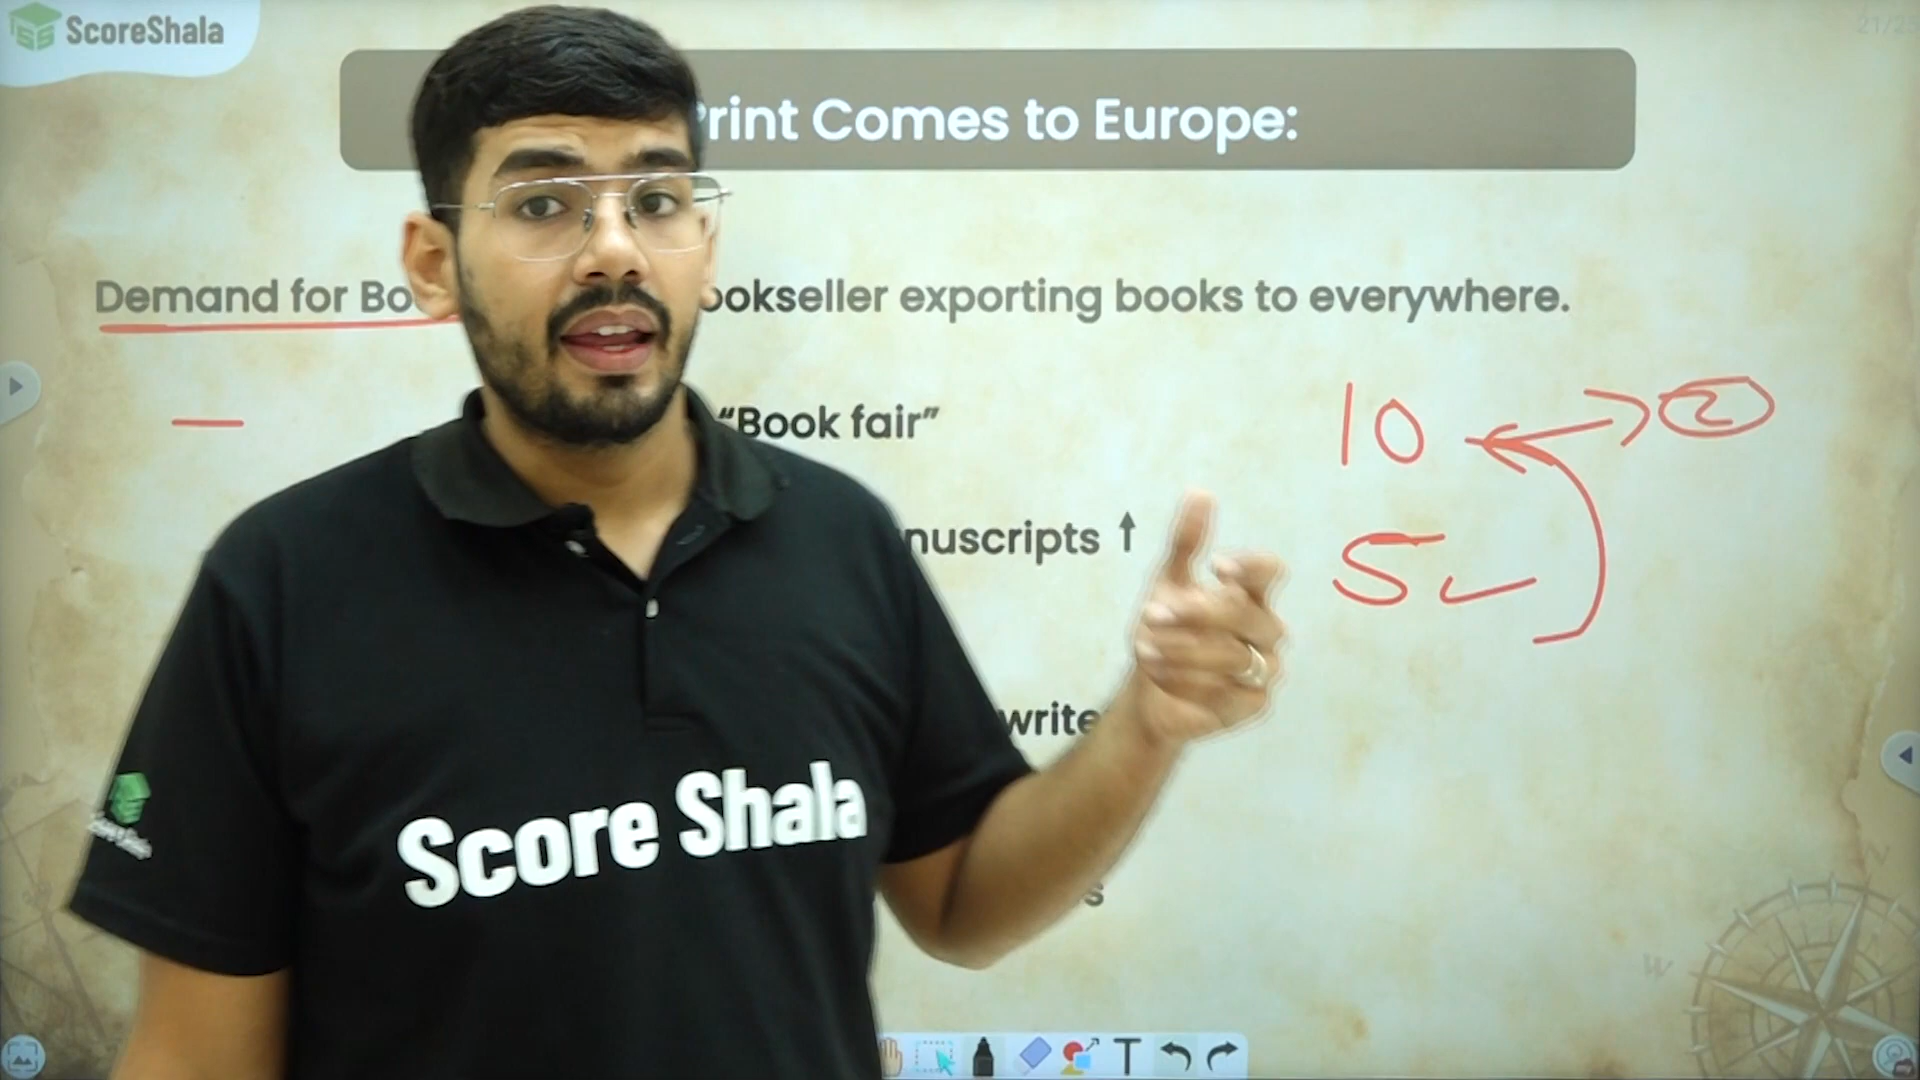 ScoreShala
Print Comes to Europe:
Demand for Bo ookseller exporting books to everywhere.
"Book fair"
10
2
nuscripts ↑
5
write
Score Shala
s
T
W